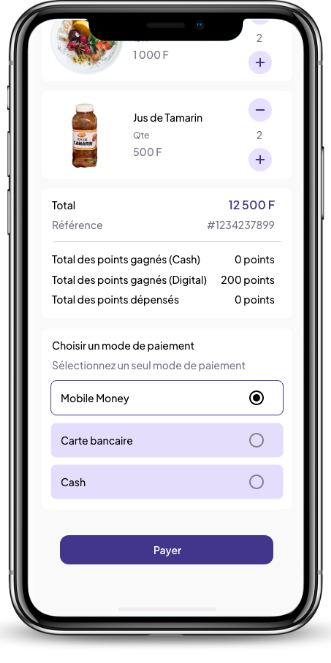 2
1 000 F
+
−
Jus de Tamarin
Qte
2
500 F
+
TAMARIN
Total
12 500 F
Référence
#1234237899
Total des points gagnés (Cash)
0 points
Total des points gagnés (Digital)
200 points
Total des points dépensés
0 points
Choisir un mode de paiement
Sélectionnez un seul mode de paiement
Mobile Money
Carte bancaire
Cash
Payer